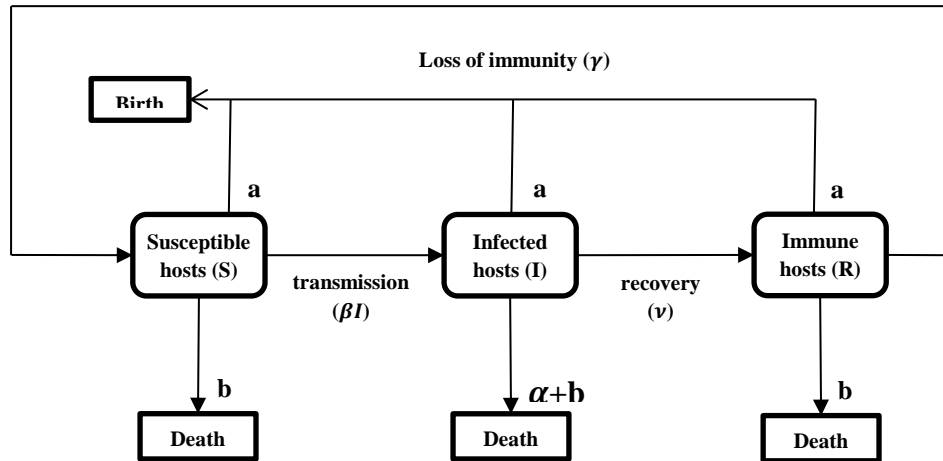 Loss of immunity (γ)
Birth
a
a
a
Susceptible
hosts (S)
Infected
hosts (I)
Immune
hosts (R)
transmission
(βI)
recovery
(ν)
b
α+b
b
Death
Death
Death